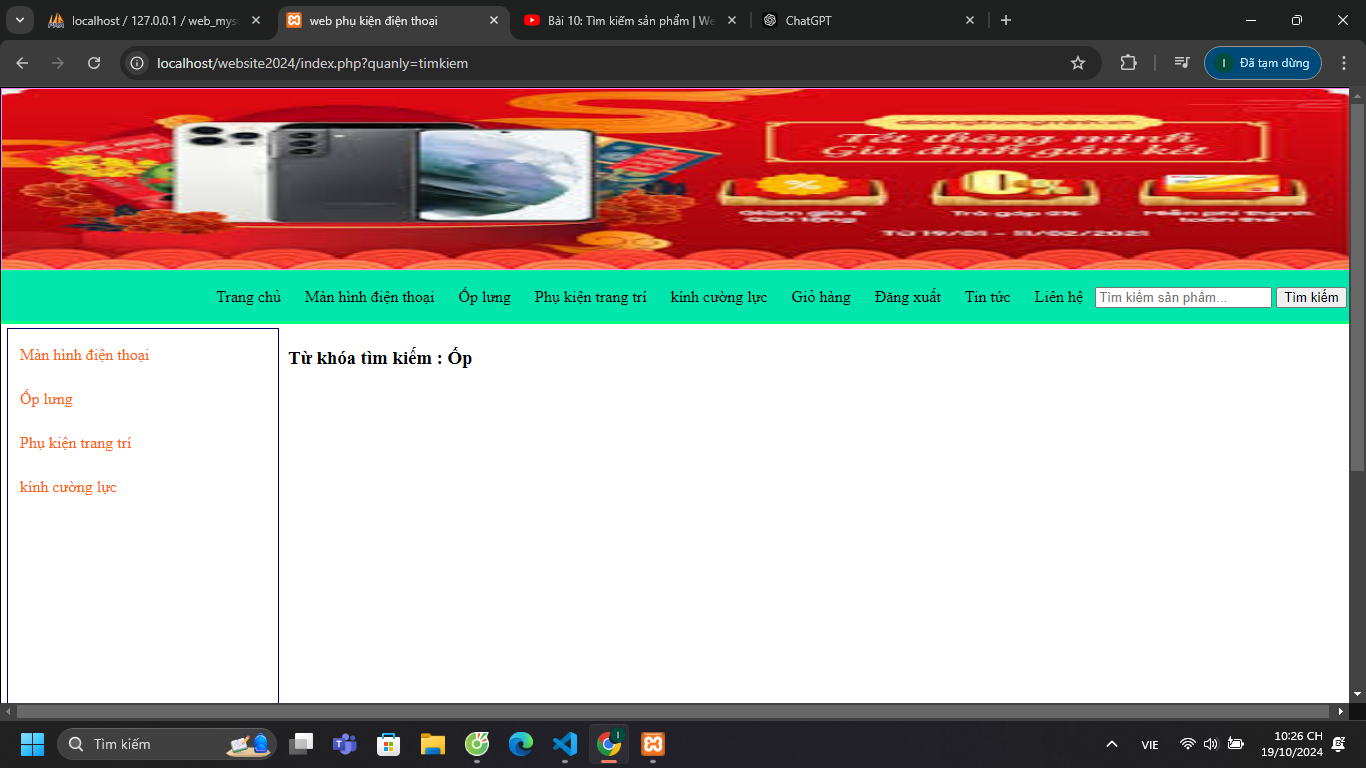 localhost / 127.0.0.1 / web_mys
web phụ kiện điện thoại
Bài 10: Tìm kiếm sản phẩm | We
ChatGPT
localhost/website2024/index.php?quanly=timkiem
I
Đã tạm dừng
didongthongminh.vn
Tết thông minh
Gia đình gắn kết
%
0%
Giảm giá &
Quà tặng
Trả góp 0%
Miễn phí thanh
toán thẻ
Từ 19/01 - 11/02/2021
Trang chủ
Màn hình điện thoại
Ốp lưng
Phụ kiện trang trí
kính cường lực
Giỏ hàng
Đăng xuất
Tin tức
Liên hệ
Tìm kiếm sản phẩm...
Tìm kiếm
Màn hình điện thoại
Ốp lưng
Phụ kiện trang trí
kính cường lực
Từ khóa tìm kiếm : Ốp
Tìm kiếm
VIE
10:26 CH
19/10/2024